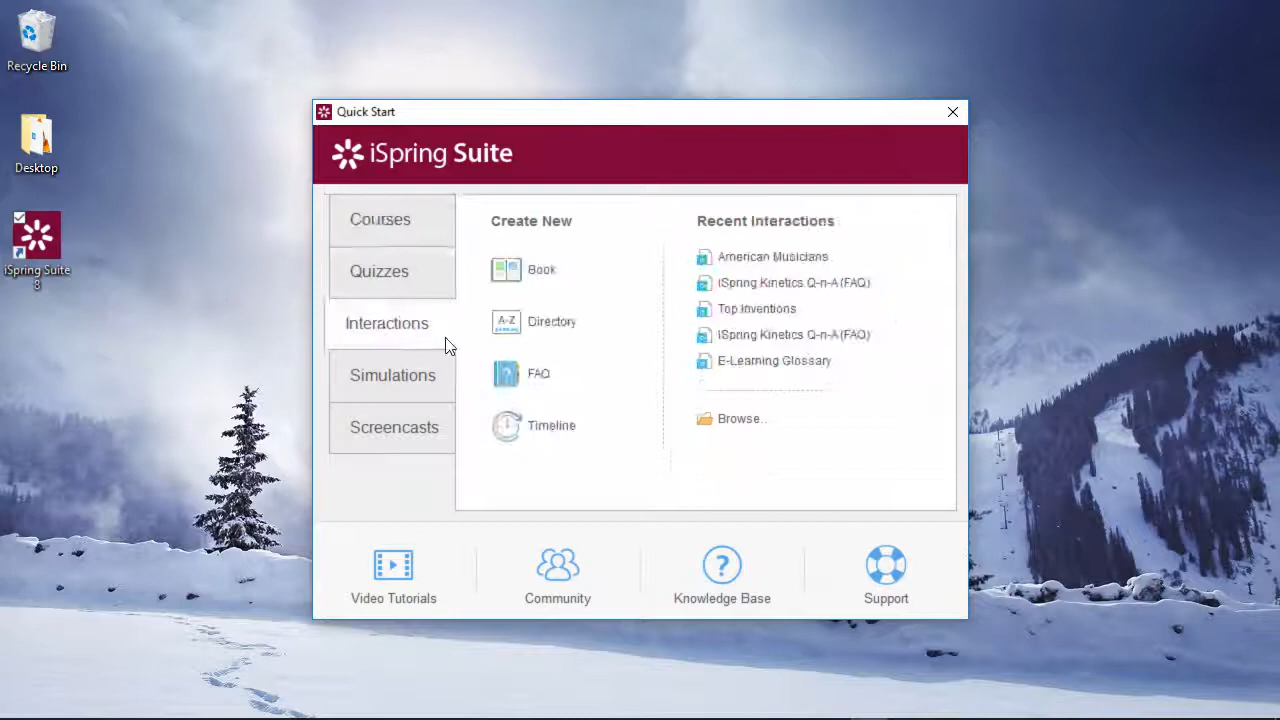 Recycle Bin
Desktop
iSpring Suite
8
Quick Start
iSpring Suite
Courses
Quizzes
Interactions
Simulations
Screencasts
Create New
Book
A-Z
Directory
FAQ
Timeline
Recent Interactions
American Musicians
iSpring Kinetics Q-n-A (FAQ)
Top Inventions
iSpring Kinetics Q-n-A (FAQ)
E-Learning Glossary
Browse...
Video Tutorials
Community
Knowledge Base
Support